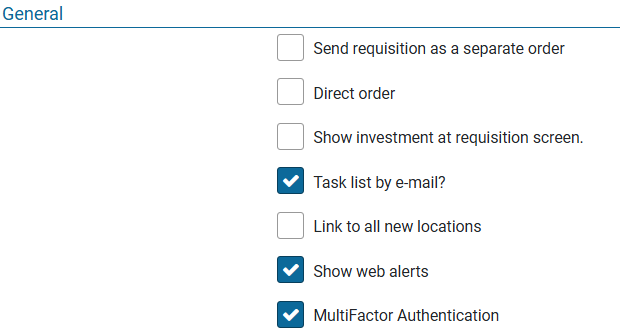 General
Send requisition as a separate order
Direct order
Show investment at requisition screen.
Task list by e-mail?
Link to all new locations
Show web alerts
MultiFactor Authentication